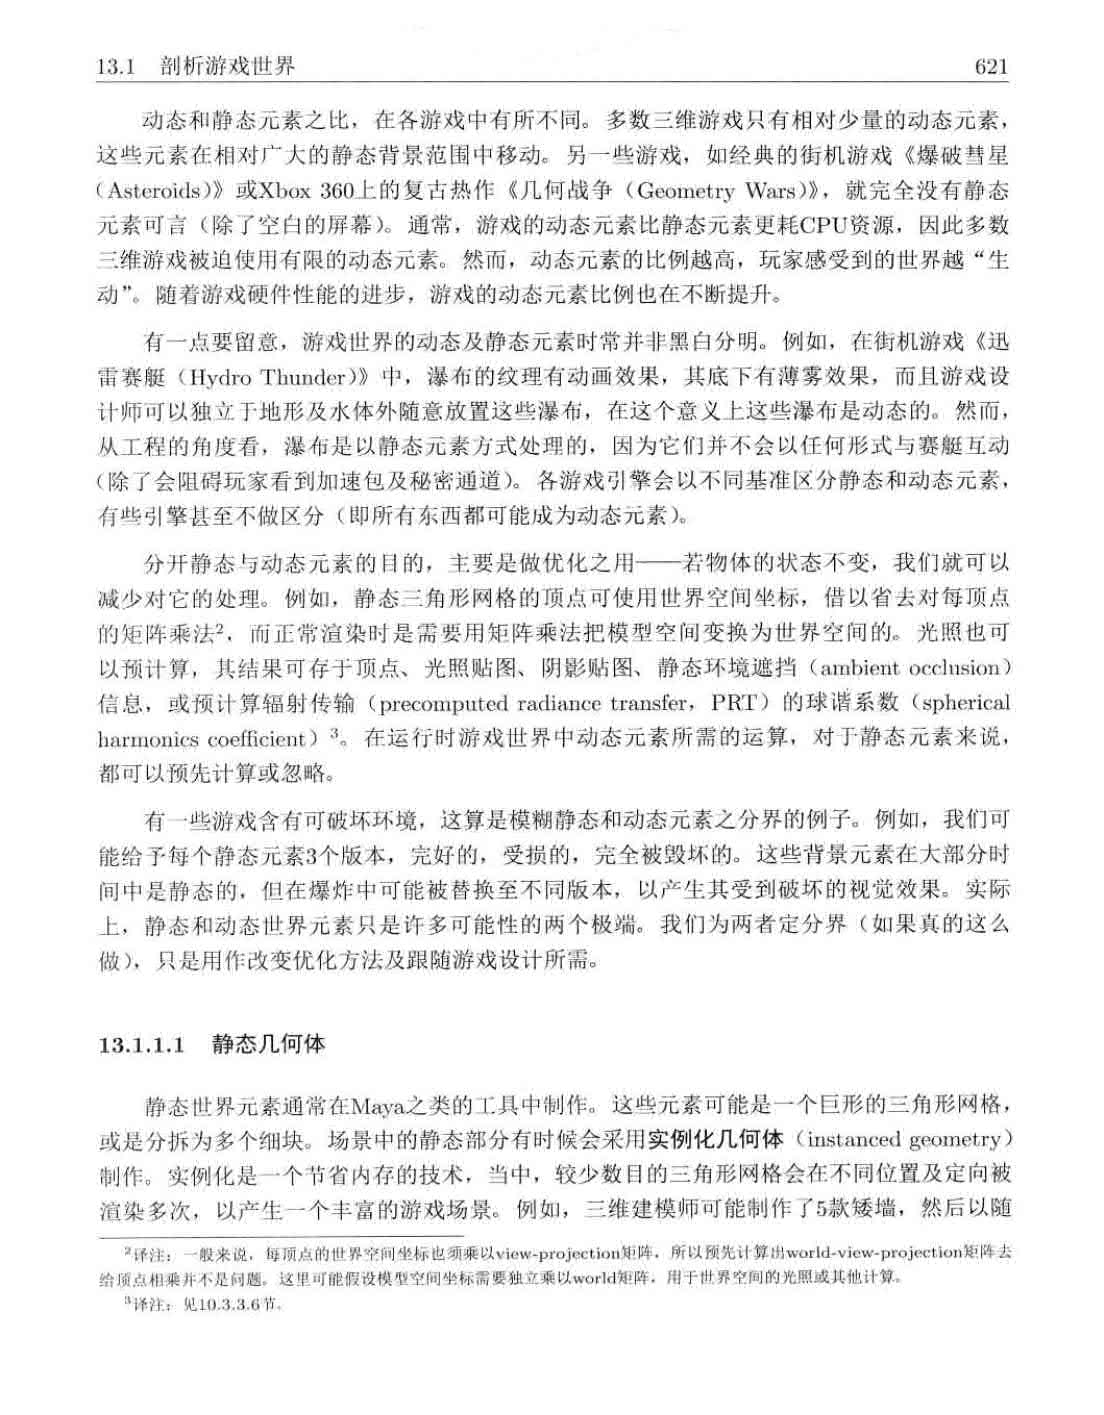 13.1 剖析游戏世界 621
动态和静态元素之比，在各游戏中有所不同。多数三维游戏只有相对少量的动态元素，
这些元素在相对广大的静态背景范围中移动。另一些游戏，如经典的街机游戏《爆破彗星
（Asteroids）》或Xbox 360上的复古热作《几何战争（Geometry Wars）》，就完全没有静态
元素可言（除了空白的屏幕）。通常，游戏的动态元素比静态元素更耗CPU资源，因此多数
三维游戏被迫使用有限的动态元素。然而，动态元素的比例越高，玩家感受到的世界越“生
动”。随着游戏硬件性能的进步，游戏的动态元素比例也在不断提升。
有一点要留意，游戏世界的动态及静态元素时常并非黑白分明。例如，在街机游戏《迅
雷赛艇（Hydro Thunder）》中，瀑布的纹理有动画效果，其底下有薄雾效果，而且游戏设
计师可以独立于地形及水体外随意放置这些瀑布，在这个意义上这些瀑布是动态的。然而，
从工程的角度看，瀑布是以静态元素方式处理的，因为它们并不会以任何形式与赛艇互动
（除了会阻碍玩家看到加速包及秘密通道）。各游戏引擎会以不同基准区分静态和动态元素，
有些引擎甚至不做区分（即所有东西都可能成为动态元素）。
分开静态与动态元素的目的，主要是做优化之用——若物体的状态不变，我们就可以
减少对它的处理。例如，静态三角形网格的顶点可使用世界空间坐标，借以省去对每顶点
的矩阵乘法2，而正常渲染时是需要用矩阵乘法把模型空间变换为世界空间的。光照也可
以预计算，其结果可存于顶点、光照贴图、阴影贴图、静态环境遮挡（ambient occlusion）
信息，或预计算辐射传输（precomputed radiance transfer，PRT）的球谐系数（spherical
harmonics coefficient）3。在运行时游戏世界中动态元素所需的运算，对于静态元素来说，
都可以预先计算或忽略。
有一些游戏含有可破坏环境，这算是模糊静态和动态元素之分界的例子。例如，我们可
能给予每个静态元素3个版本，完好的，受损的，完全被毁坏的。这些背景元素在大部分时
间中是静态的，但在爆炸中可能被替换至不同版本，以产生其受到破坏的视觉效果。实际
上，静态和动态世界元素只是许多可能性的两个极端。我们为两者定分界（如果真的这么
做），只是用作改变优化方法及跟随游戏设计所需。
13.1.1.1 静态几何体
静态世界元素通常在Maya之类的工具中制作。这些元素可能是一个巨形的三角形网格，
或是分拆为多个细块。场景中的静态部分有时候会采用实例化几何体（instanced geometry）
制作。实例化是一个节省内存的技术，当中，较少数目的三角形网格会在不同位置及定向被
渲染多次，以产生一个丰富的游戏场景。例如，三维建模师可能制作了5款矮墙，然后以随
2译注：一般来说，每顶点的世界空间坐标也须乘以view-projection矩阵，所以预先计算出world-view-projection矩阵去
给顶点相乘并不是问题。这里可能假设模型空间坐标需要独立乘以world矩阵，用于世界空间的光照或其他计算。
3译注：见10.3.3.6节。